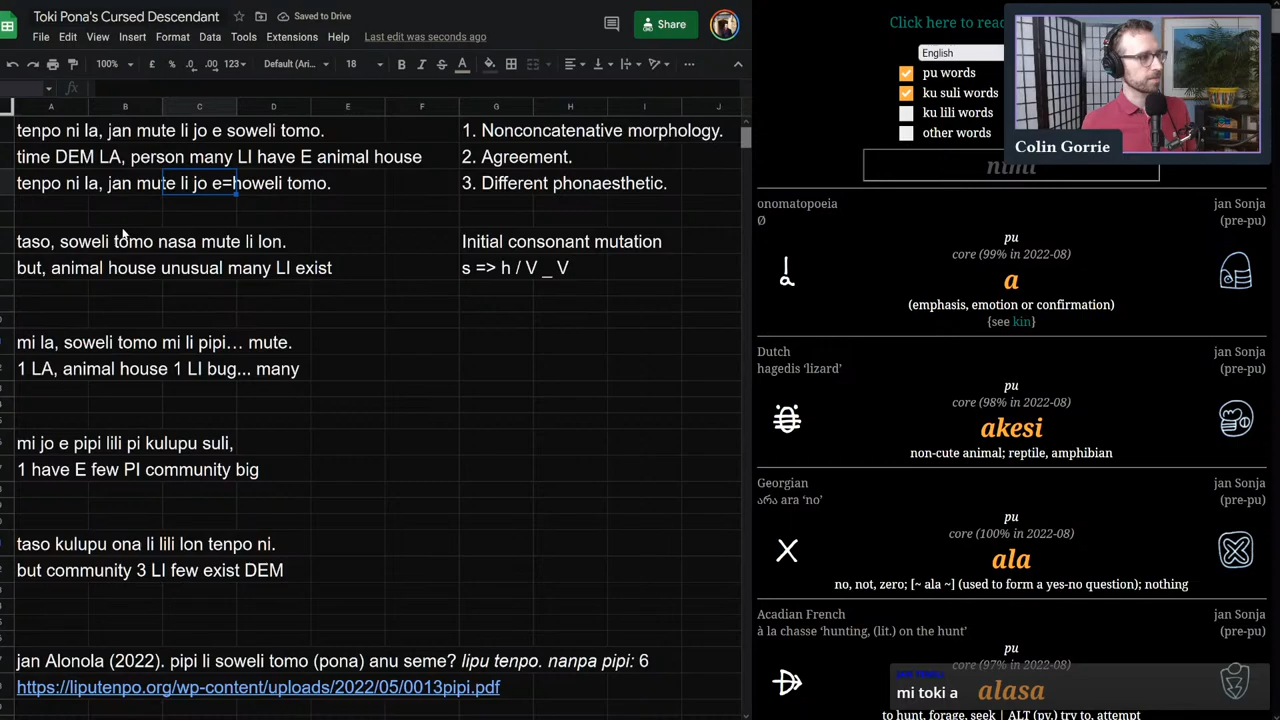 Toki Pona's Cursed Descendant
Saved to Drive
File Edit View Insert Format Data Tools Extensions Help Last edit was seconds ago
Share
100% £ % .0 .00 123 Default (Ari... 18 B I S A
A B C D E F G H I J
tenpo ni la, jan mute li jo e soweli tomo.
time DEM LA, person many LI have E animal house
tenpo ni la, jan mute li jo e=howeli tomo.
1. Nonconcatenative morphology.
2. Agreement.
3. Different phonaesthetic.
taso, soweli tomo nasa mute li lon.
but, animal house unusual many LI exist
Initial consonant mutation
s => h / V _ V
mi la, soweli tomo mi li pipi… mute.
1 LA, animal house 1 LI bug... many
mi jo e pipi lili pi kulupu suli,
1 have E few PI community big
taso kulupu ona li lili lon tenpo ni.
but community 3 LI few exist DEM
jan Alonola (2022). pipi li soweli tomo (pona) anu seme? lipu tenpo. nanpa pipi: 6
https://liputenpo.org/wp-content/uploads/2022/05/0013pipi.pdf
Click here to rea
English
pu words
ku suli words
ku lili words
other words
nimi
Colin Gorrie
onomatopoeia
Ø
jan Sonja
(pre-pu)
pu
core (99% in 2022-08)
a
(emphasis, emotion or confirmation)
{see kin}
Dutch
hagedis ‘lizard’
jan Sonja
(pre-pu)
pu
core (98% in 2022-08)
akesi
non-cute animal; reptile, amphibian
Georgian
არა ara ‘no’
jan Sonja
(pre-pu)
pu
core (100% in 2022-08)
ala
no, not, zero; [~ ala ~] (used to form a yes-no question); nothing
Acadian French
à la chasse ‘hunting, (lit.) on the hunt’
jan Sonja
(pre-pu)
pu
core (97% in 2022-08)
alasa
to hunt, forage, seek | ALT (pv.) try to, attempt
mi toki a